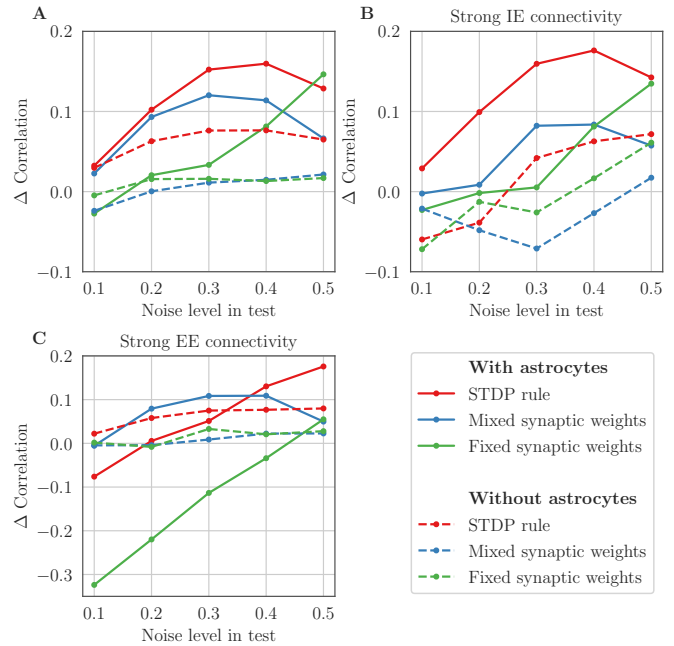 A
0.2
0.1
0.0
−0.1
Δ Correlation
0.1 0.2 0.3 0.4 0.5
Noise level in test
B
Strong IE connectivity
0.2
0.1
0.0
−0.1
Δ Correlation
0.1 0.2 0.3 0.4 0.5
Noise level in test
C
Strong EE connectivity
0.2
0.1
0.0
−0.1
−0.2
−0.3
Δ Correlation
0.1 0.2 0.3 0.4 0.5
Noise level in test
With astrocytes
STDP rule
Mixed synaptic weights
Fixed synaptic weights
Without astrocytes
STDP rule
Mixed synaptic weights
Fixed synaptic weights